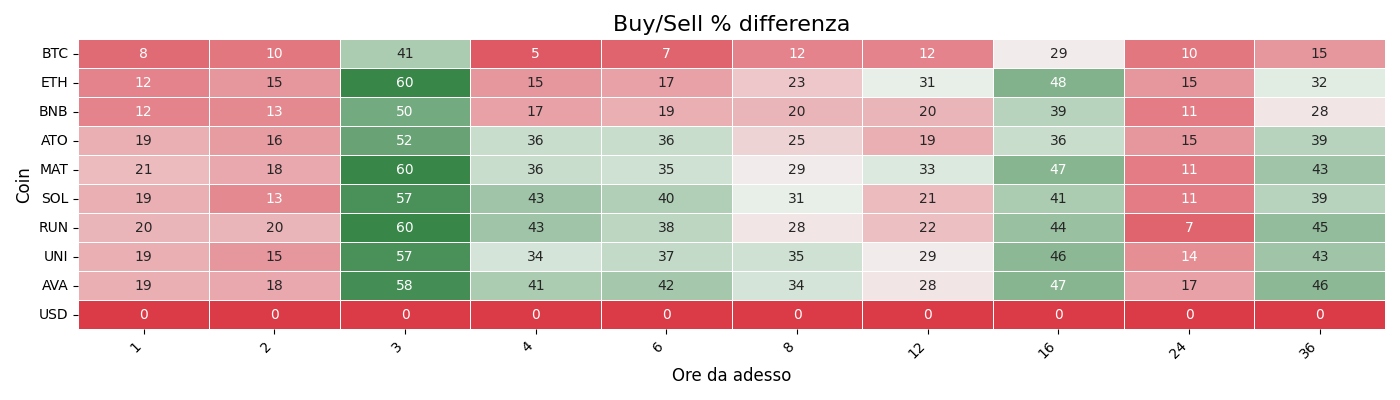 Buy/Sell % differenza
Coin
BTC 8 10 41 5 7 12 12 29 10 15
ETH 12 15 60 15 17 23 31 48 15 32
BNB 12 13 50 17 19 20 20 39 11 28
ATO 19 16 52 36 36 25 19 36 15 39
MAT 21 18 60 36 35 29 33 47 11 43
SOL 19 13 57 43 40 31 21 41 11 39
RUN 20 20 60 43 38 28 22 44 7 45
UNI 19 15 57 34 37 35 29 46 14 43
AVA 19 18 58 41 42 34 28 47 17 46
USD 0 0 0 0 0 0 0 0 0 0
1 2 3 4 6 8 12 16 24 36
Ore da adesso